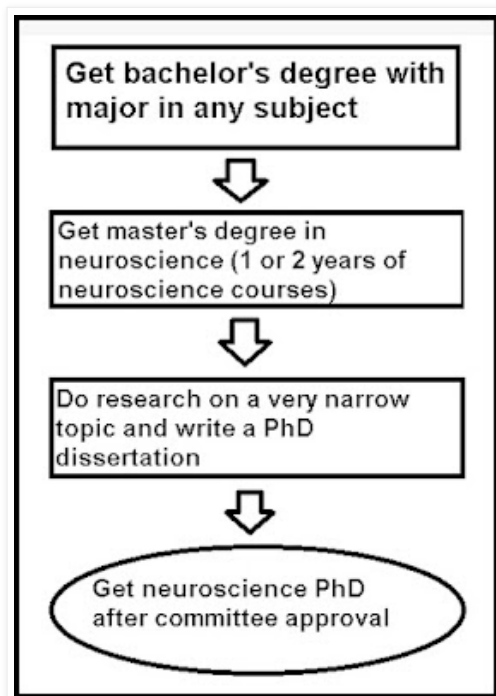 Get bachelor's degree with
major in any subject
Get master's degree in
neuroscience (1 or 2 years of
neuroscience courses)
Do research on a very narrow
topic and write a PhD
dissertation
Get neuroscience PhD
after committee approval